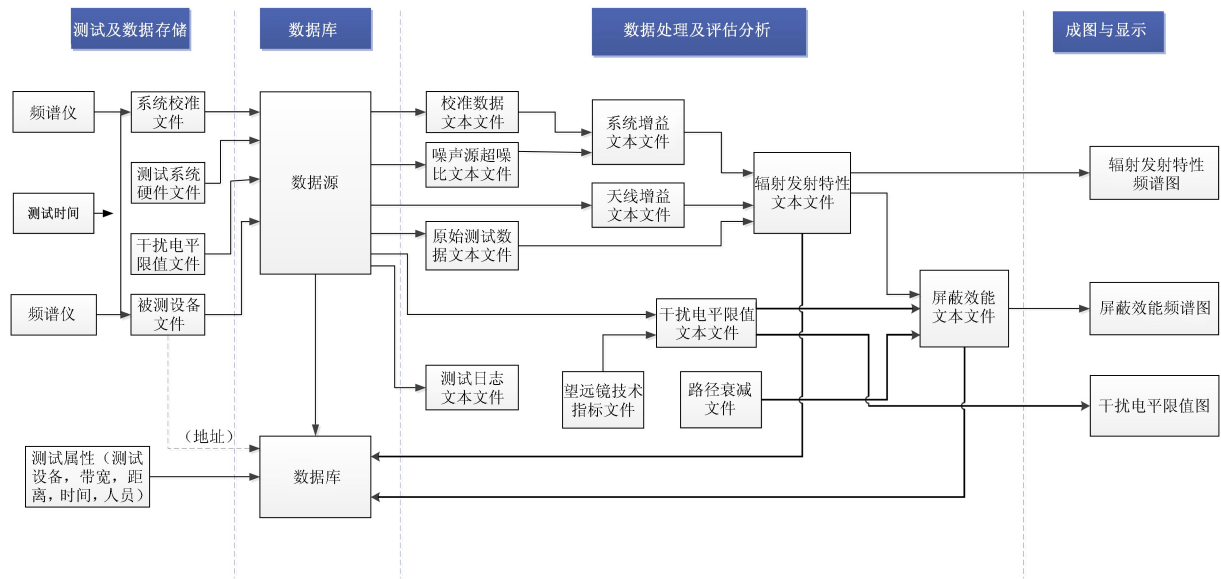 测试及数据存储
数据库
数据处理及评估分析
成图与显示
频谱仪
系统校准
文件
测试系统
硬件文件
测试时间
干扰电平
限值文件
频谱仪
被测设备
文件
(地址)
测试属性(测试
设备,带宽,距
离,时间,人员)
数据源
数据库
校准数据
文本文件
噪声源超噪
比文本文件
原始测试数
据文本文件
测试日志
文本文件
系统增益
文本文件
天线增益
文本文件
干扰电平限值
文本文件
望远镜技术
指标文件
路径衰减
文件
辐射发射特性
文本文件
屏蔽效能
文本文件
辐射发射特性
频谱图
屏蔽效能频谱图
干扰电平限值图